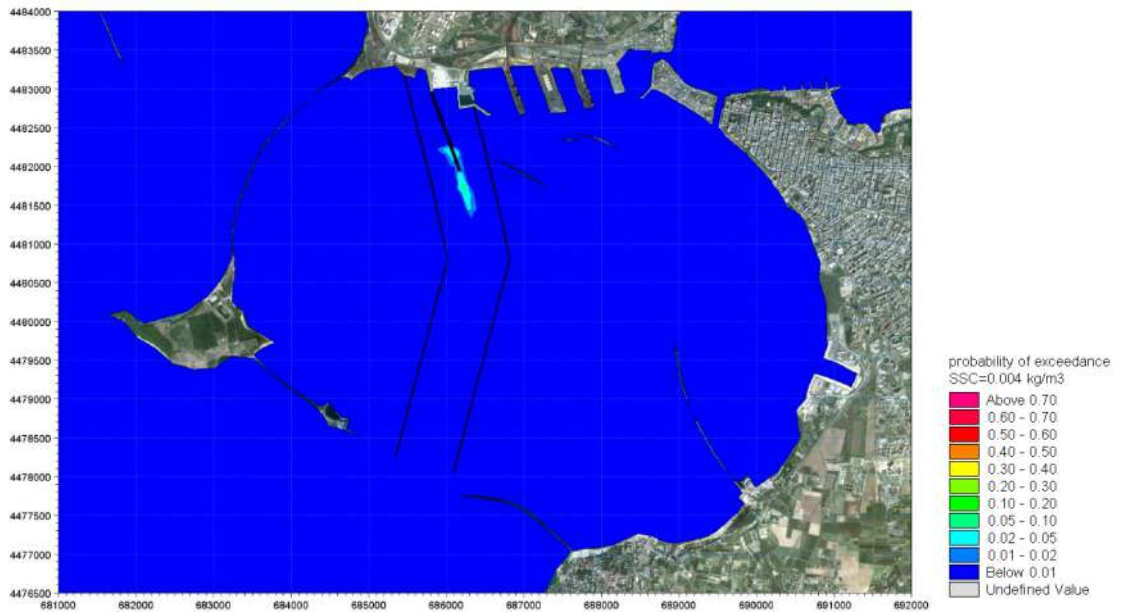 4484000
4483500
4483000
4482500
4482000
4481500
4481000
4480500
4480000
4479500
4479000
4478500
4478000
4477500
4477000
4476500
681000 682000 683000 684000 685000 686000 687000 688000 689000 690000 691000 692000
probability of exceedance
SSC=0.004 kg/m3
Above 0.70
0.60 - 0.70
0.50 - 0.60
0.40 - 0.50
0.30 - 0.40
0.20 - 0.30
0.10 - 0.20
0.05 - 0.10
0.02 - 0.05
0.01 - 0.02
Below 0.01
Undefined Value